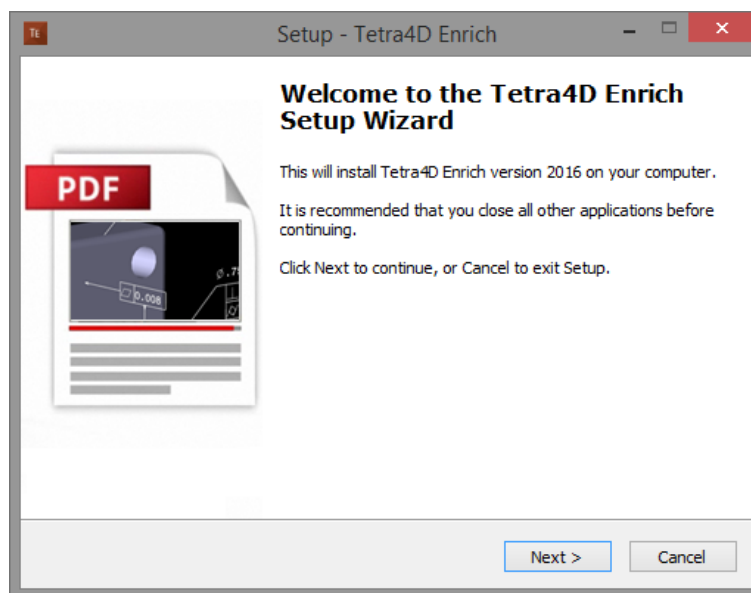 TE
Setup - Tetra4D Enrich
Welcome to the Tetra4D Enrich
Setup Wizard
This will install Tetra4D Enrich version 2016 on your computer.
It is recommended that you close all other applications before
continuing.
Click Next to continue, or Cancel to exit Setup.
PDF
0.008
Next >
Cancel